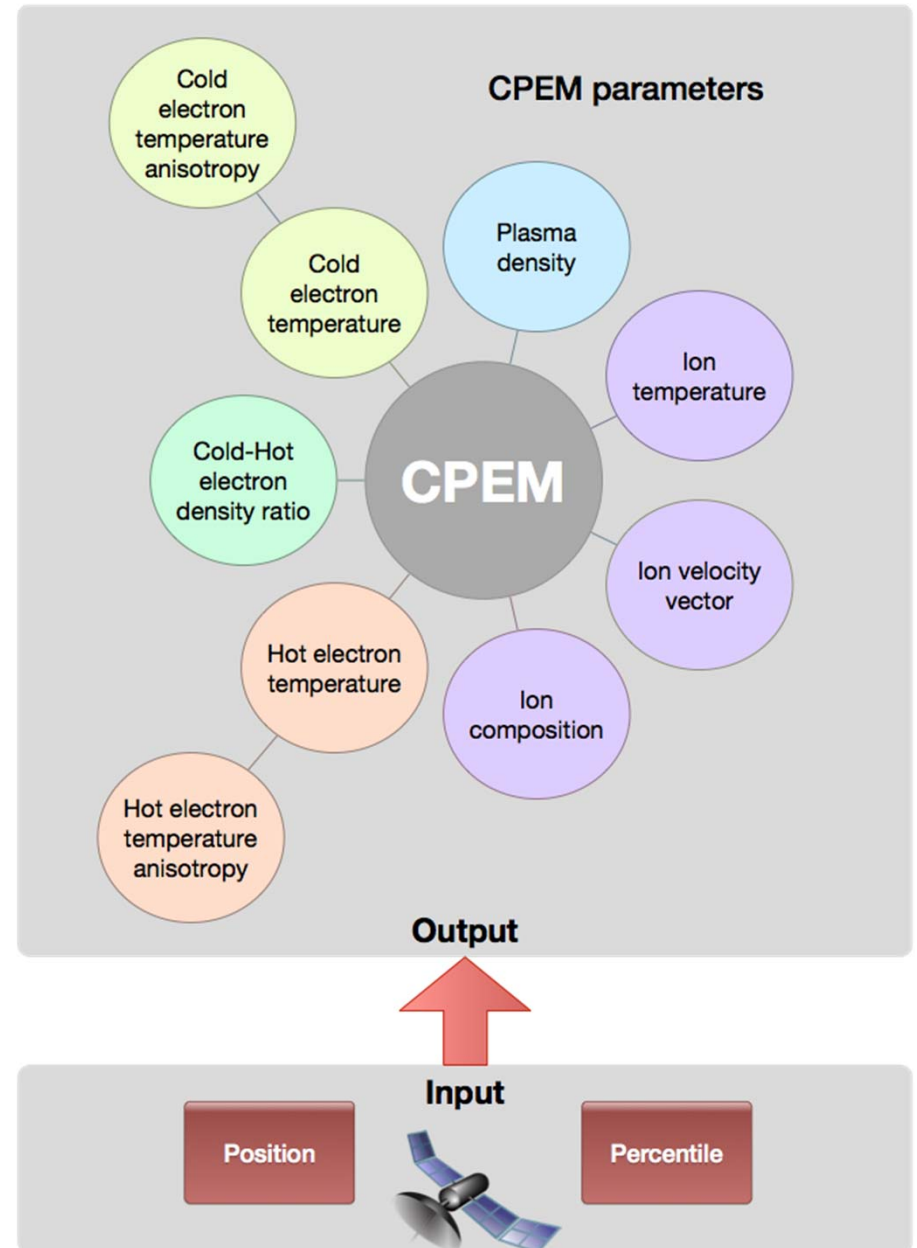 CPEM parameters
Cold
electron
temperature
anisotropy
Cold
electron
temperature
Plasma
density
Ion
temperature
Cold-Hot
electron
density ratio
CPEM
Ion velocity
vector
Hot electron
temperature
Ion
composition
Hot electron
temperature
anisotropy
Output
Input
Position
Percentile